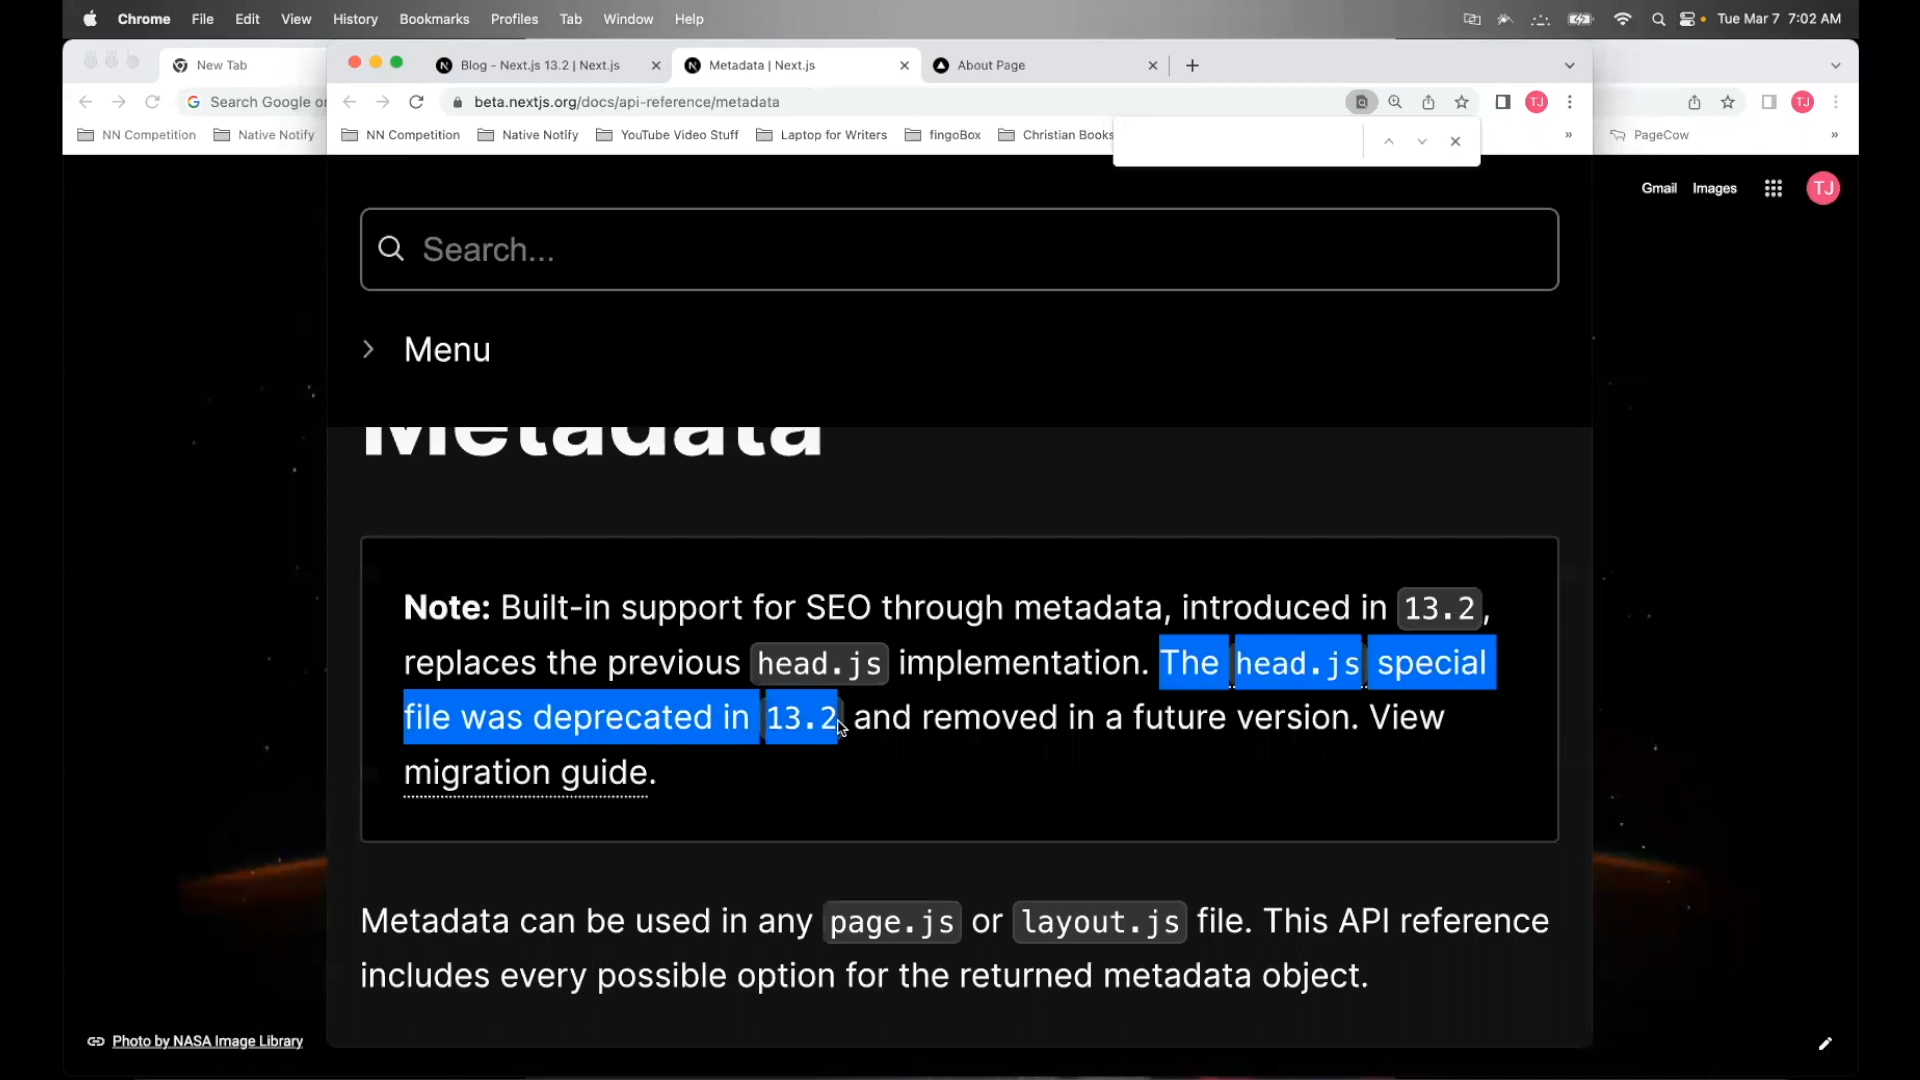 Chrome File Edit View History Bookmarks Profiles Tab Window Help Tue Mar 7 7:02 AM
New Tab
Blog - Next.js 13.2 | Next.js
Metadata | Next.js
About Page
Search Google or
beta.nextjs.org/docs/api-reference/metadata
TJ
TJ
NN Competition Native Notify
NN Competition Native Notify YouTube Video Stuff Laptop for Writers fingoBox Christian Books
»
PageCow
»
Gmail Images TJ
Search...
Menu
Metadata
Note: Built-in support for SEO through metadata, introduced in 13.2,
replaces the previous head.js implementation. The head.js special
file was deprecated in 13.2 and removed in a future version. View
migration guide.
Metadata can be used in any page.js or layout.js file. This API reference
includes every possible option for the returned metadata object.
Photo by NASA Image Library